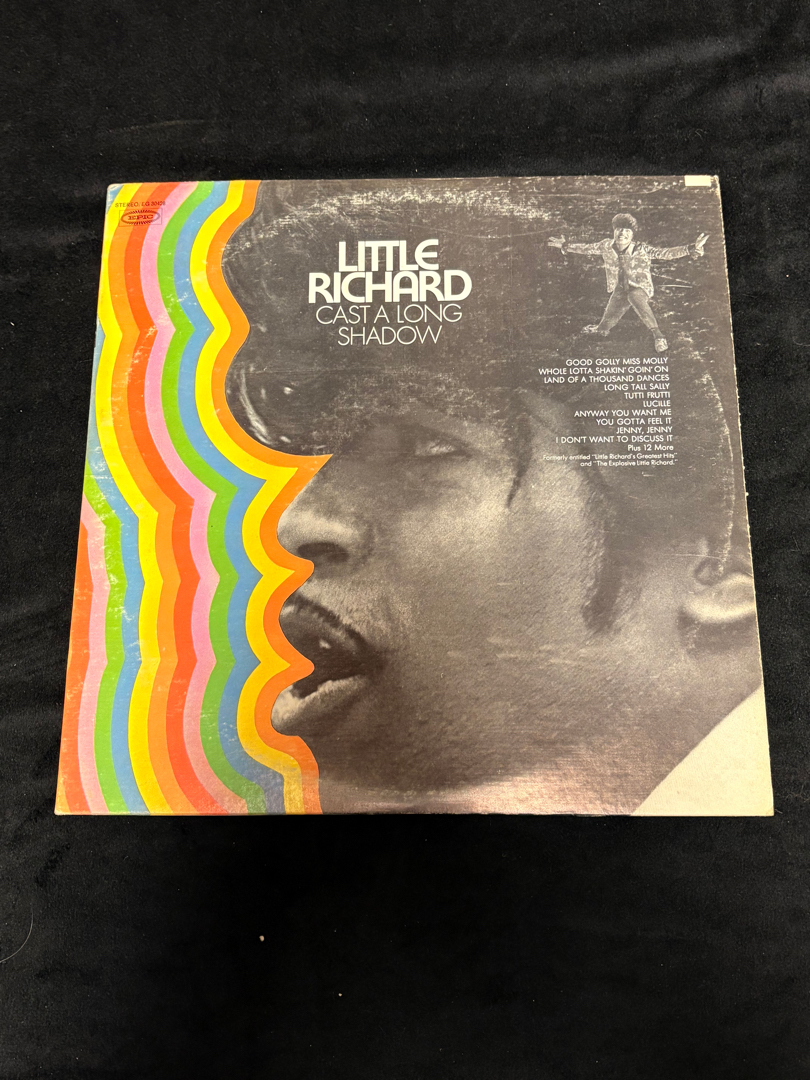 STEREO, EG 30428
EPIC
LITTLE
RICHARD
CAST A LONG
SHADOW
GOOD GOLLY MISS MOLLY
WHOLE LOTTA SHAKIN' GOIN' ON
LAND OF A THOUSAND DANCES
LONG TALL SALLY
TUTTI FRUTTI
LUCILLE
ANYWAY YOU WANT ME
YOU GOTTA FEEL IT
JENNY, JENNY
I DON'T WANT TO DISCUSS IT
Plus 12 More
Formerly entitled "Little Richard's Greatest Hits"
and "The Explosive Little Richard."